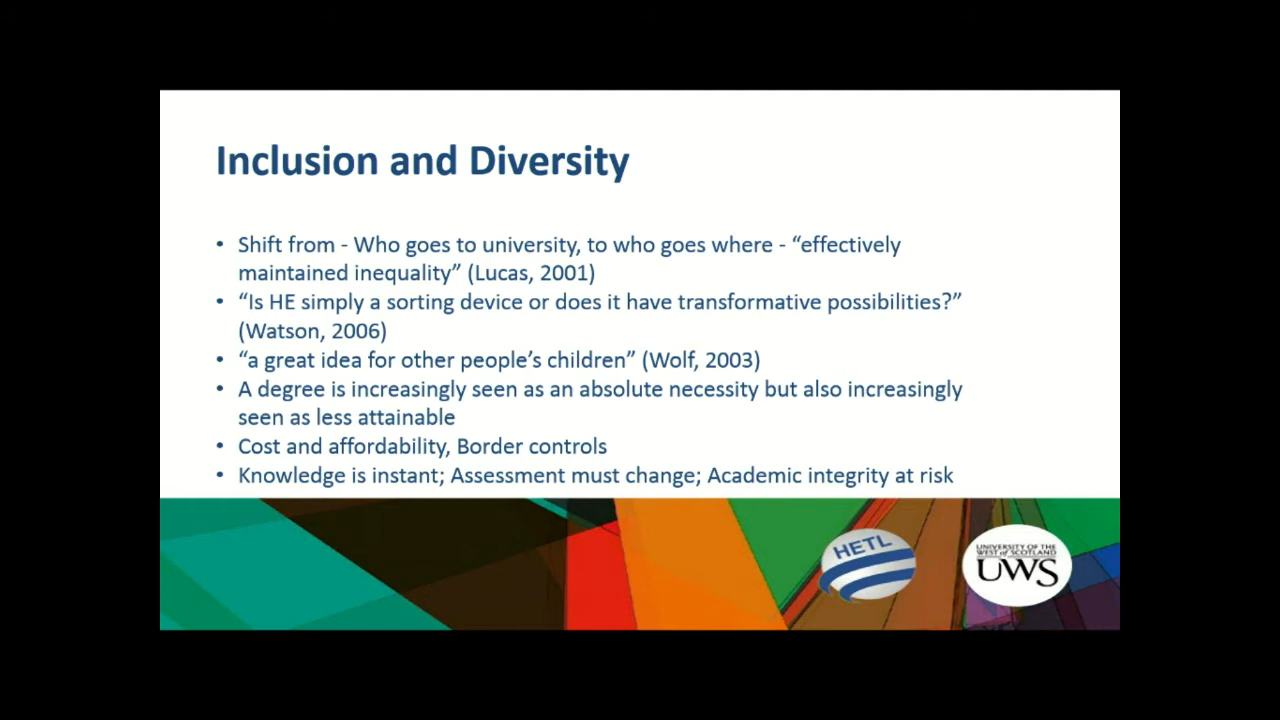 Inclusion and Diversity
• Shift from - Who goes to university, to who goes where - “effectively
maintained inequality” (Lucas, 2001)
• “Is HE simply a sorting device or does it have transformative possibilities?”
(Watson, 2006)
• “a great idea for other people’s children” (Wolf, 2003)
• A degree is increasingly seen as an absolute necessity but also increasingly
seen as less attainable
• Cost and affordability, Border controls
• Knowledge is instant; Assessment must change; Academic integrity at risk
HETL
UNIVERSITY OF THE
WEST of SCOTLAND
UWS